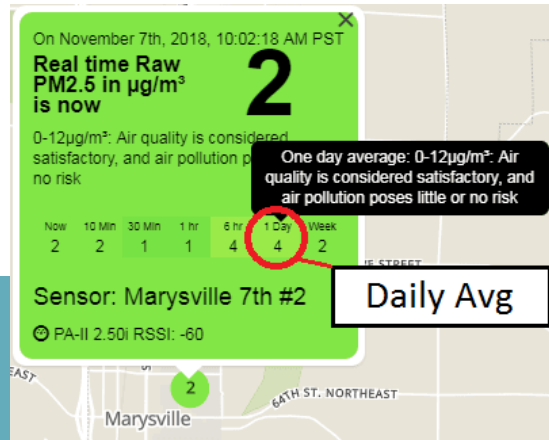 On November 7th, 2018, 10:02:18 AM PST
Real time Raw
PM2.5 in µg/m³
is now
2
0-12µg/m³: Air quality is considered
satisfactory, and air pollution p
no risk
One day average: 0-12µg/m³: Air
quality is considered satisfactory, and
air pollution poses little or no risk
Now 10 Min 30 Min 1 hr 6 hr 1 Day Week
2 2 1 1 4 4 2
Daily Avg
Sensor: Marysville 7th #2
PA-II 2.50i RSSI: -60
2
64TH ST. NORTHEAST
Marysville